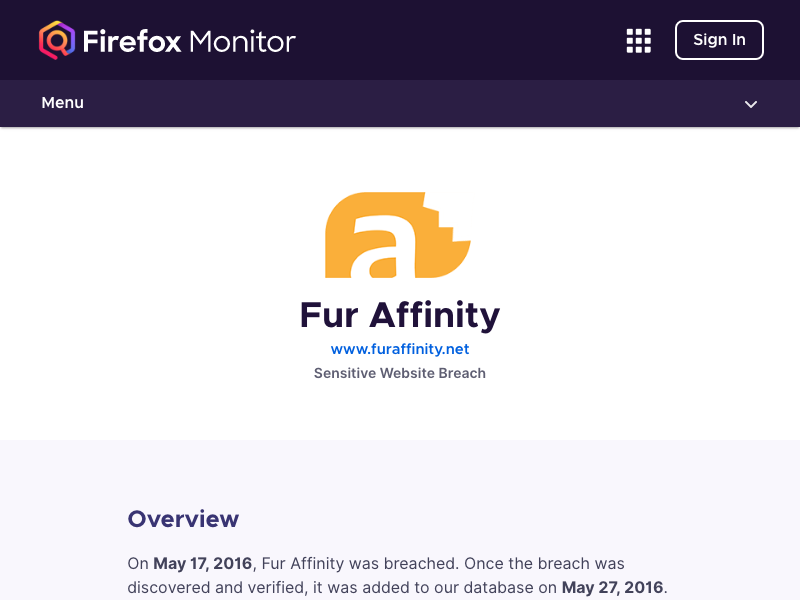 Firefox Monitor
Sign In
Menu
a
Fur Affinity
www.furaffinity.net
Sensitive Website Breach
Overview
On May 17, 2016, Fur Affinity was breached. Once the breach was
discovered and verified, it was added to our database on May 27, 2016.